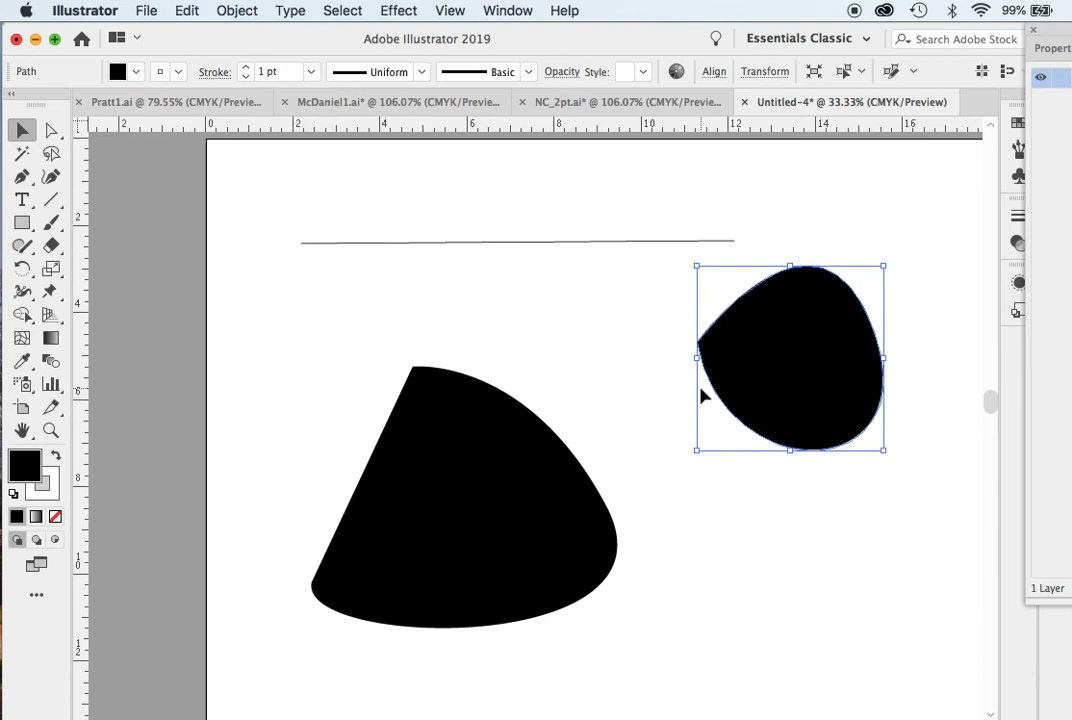 Illustrator File Edit Object Type Select Effect View Window Help 99%
Adobe Illustrator 2019 Essentials Classic Search Adobe Stock
Path Stroke: 1 pt Uniform Basic Opacity Style: Align Transform
Propert
Pratt1.ai @ 79.55% (CMYK/Previe... McDaniel1.ai* @ 106.07% (CMYK/Previe... NC_2pt.ai* @ 106.07% (CMYK/Previe... Untitled-4* @ 33.33% (CMYK/Preview)
2 0 2 4 6 8 10 12 14 16
2
4
6
8
10
12
1 Layer